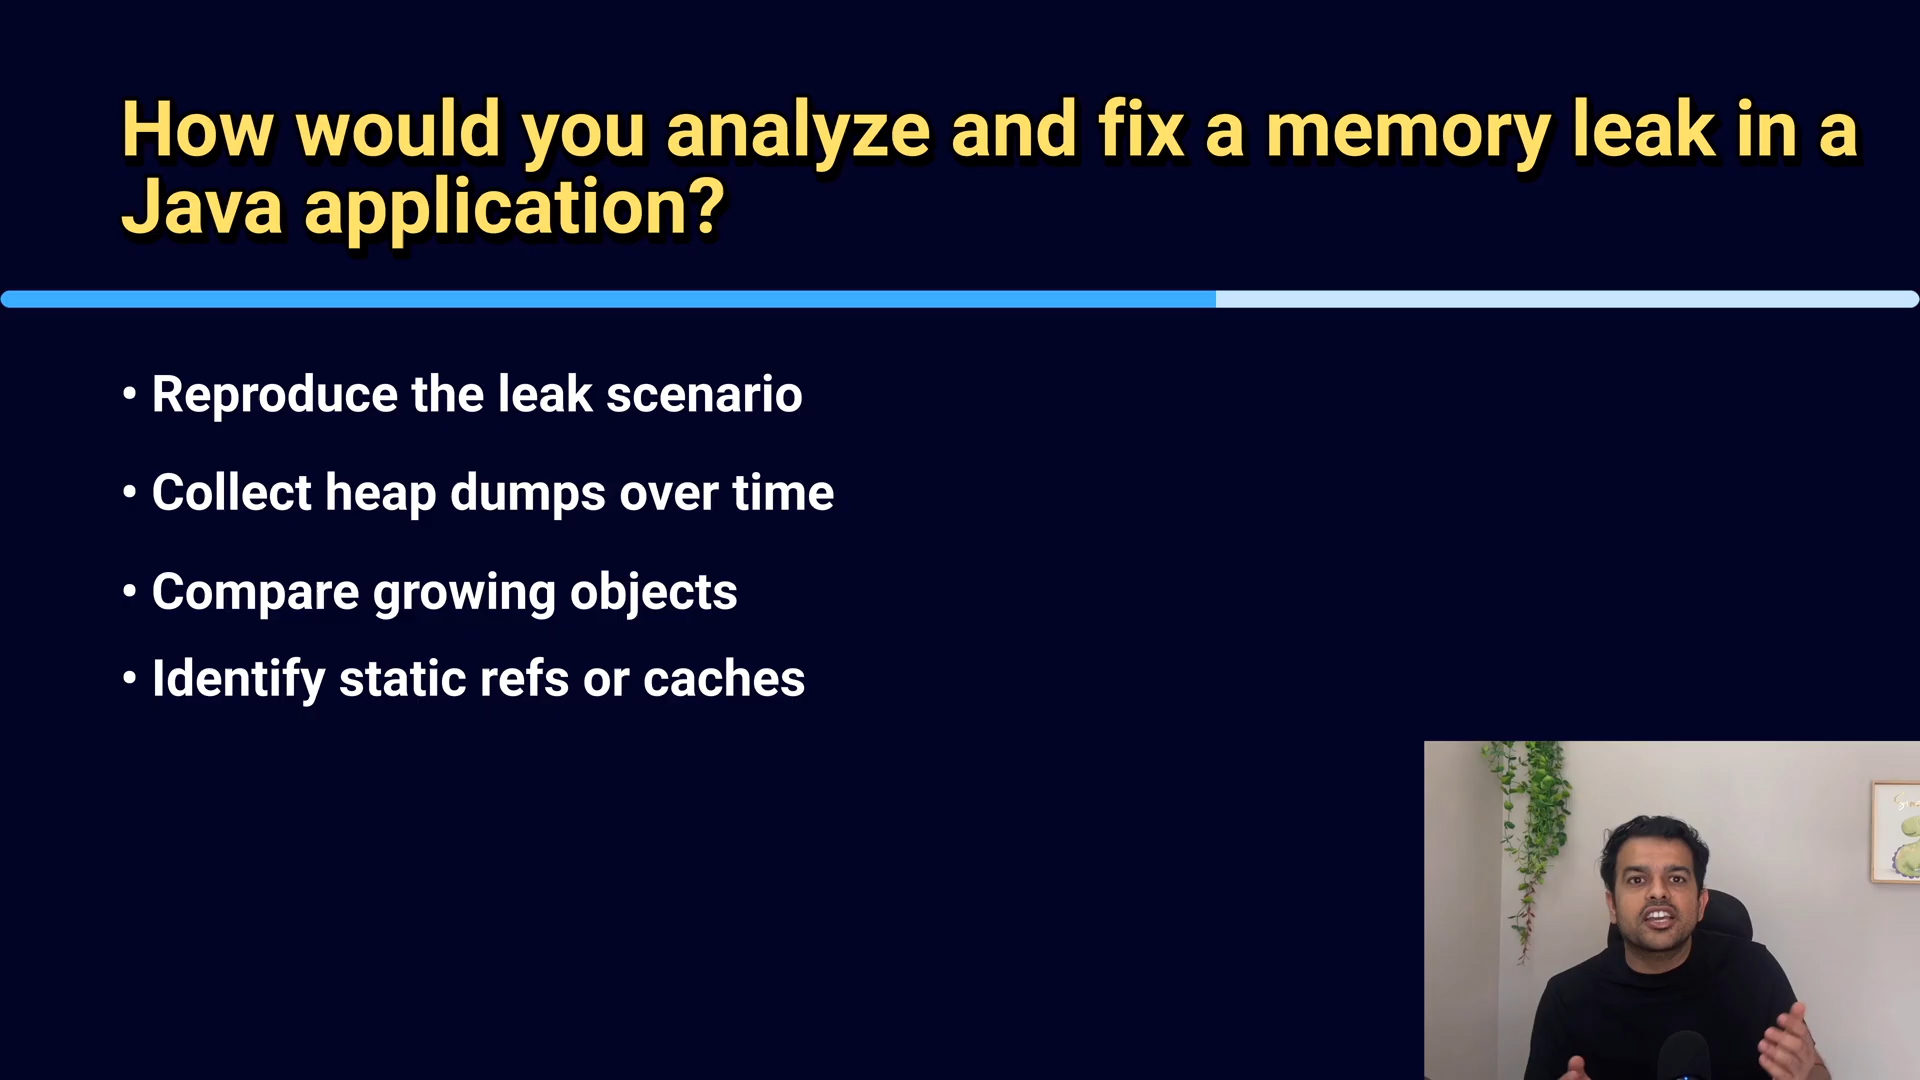 How would you analyze and fix a memory leak in a
Java application?
• Reproduce the leak scenario
• Collect heap dumps over time
• Compare growing objects
• Identify static refs or caches